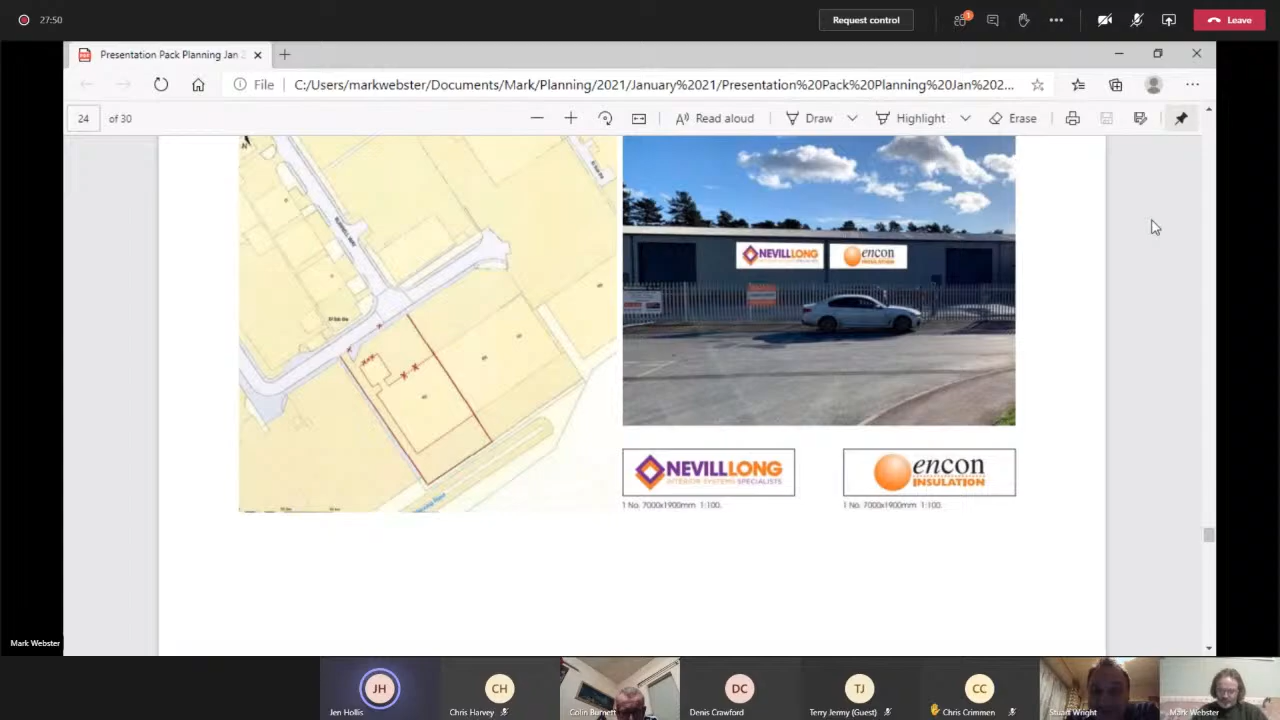 27:50
Request control
1
Leave
Presentation Pack Planning Jan 2
File
C:/Users/markwebster/Documents/Mark/Planning/2021/January%2021/Presentation%20Pack%20Planning%20Jan%202...
24 of 30
Read aloud
Draw
Highlight
Erase
N
NEVILLLONG
encon
INSULATION
NEVILLLONG
INTERIOR SYSTEMS SPECIALISTS
encon
INSULATION
1 No. 7000x1900mm 1:100.
1 No. 7000x1900mm 1:100.
Mark Webster
JH
CH
DC
TJ
CC
Jen Hollis
Chris Harvey
Colin Burnett
Denis Crawford
Terry Jermy (Guest)
Chris Crimmen
Stuart Wright
Mark Webster